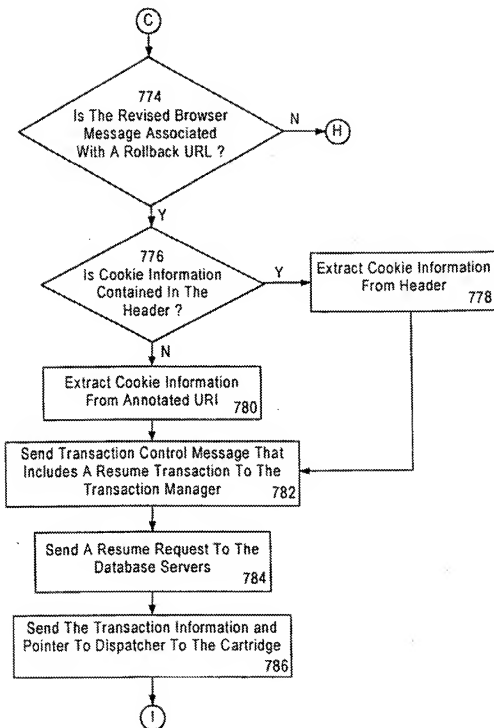 C
774
Is The Revised Browser
Message Associated
With A Rollback URL ?
N
H
Y
776
Is Cookie Information
Contained In The
Header ?
Y
Extract Cookie Information
From Header
778
N
Extract Cookie Information
From Annotated URI
780
Send Transaction Control Message That
Includes A Resume Transaction To The
Transaction Manager
782
Send A Resume Request To The
Database Servers
784
Send The Transaction Information and
Pointer To Dispatcher To The Cartridge
786
I